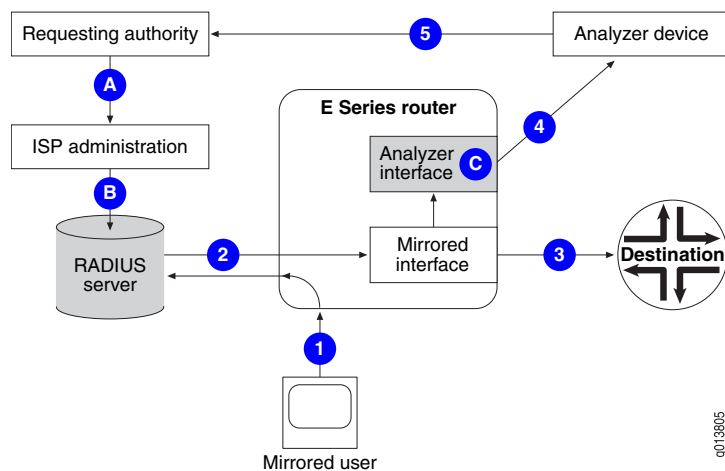 Requesting authority
5
Analyzer device
A
E Series router
4
ISP administration
Analyzer
interface
C
B
RADIUS
server
2
Mirrored
interface
3
Destination
1
Mirrored user
g013805